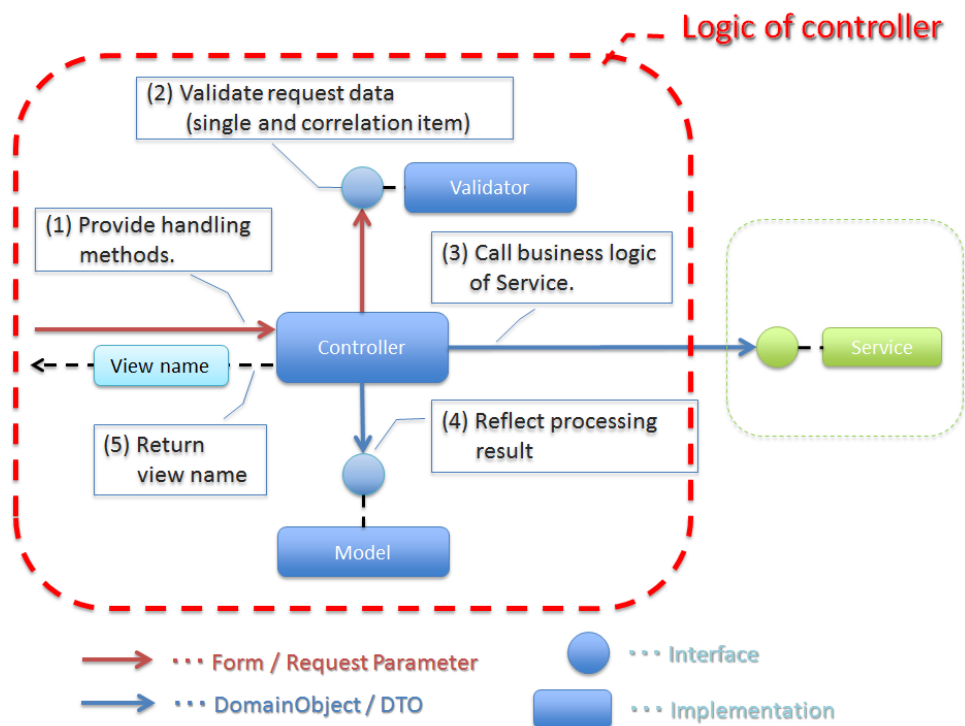 Logic of controller
(2) Validate request data
(single and correlation item)
Validator
(1) Provide handling
methods.
(3) Call business logic
of Service.
Controller
Service
View name
(4) Reflect processing
result
(5) Return
view name
Model
··· Form / Request Parameter
··· Interface
··· DomainObject / DTO
··· Implementation